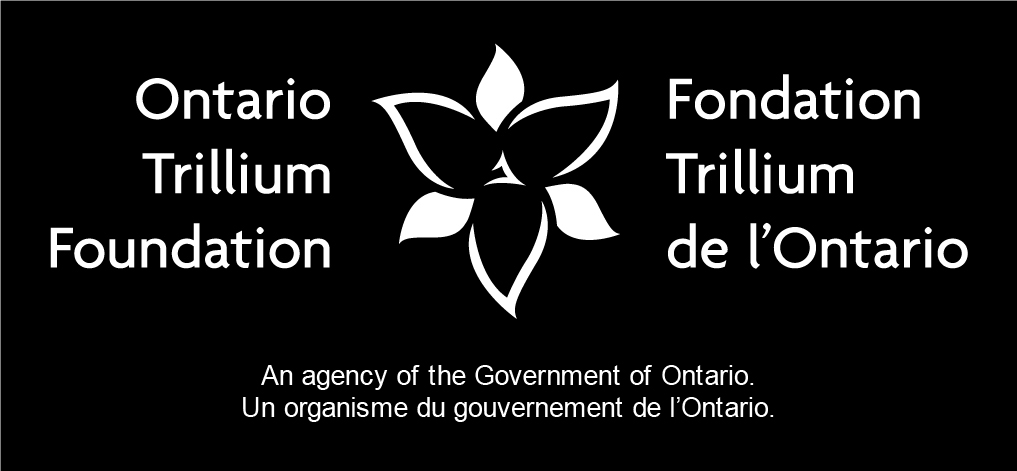 Ontario
Trillium
Foundation
Fondation
Trillium
de l’Ontario
An agency of the Government of Ontario.
Un organisme du gouvernement de l’Ontario.